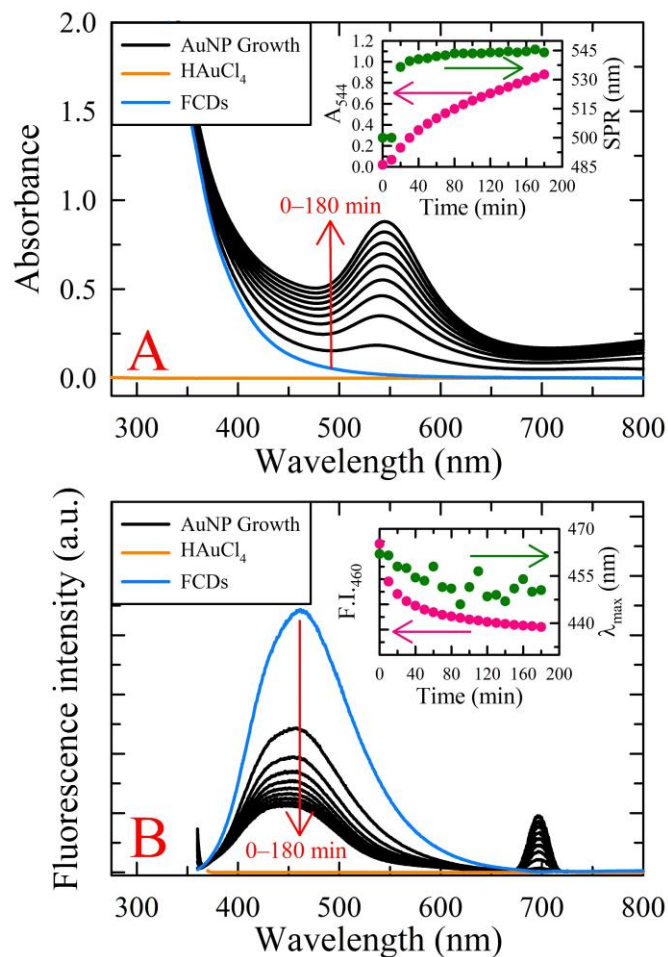 2.0
1.5
1.0
0.5
0.0
Absorbance
AuNP Growth
HAuCl₄
FCDs
1.2
1.0
0.8
0.6
0.4
0.2
0.0
A₅₄₄
545
530
515
500
485
SPR (nm)
0 40 80 120 160 200
Time (min)
0–180 min
A
300 400 500 600 700 800
Wavelength (nm)
Fluorescence intensity (a.u.)
AuNP Growth
HAuCl₄
FCDs
F.I.₄₆₀
470
455
440
λmax (nm)
0 40 80 120 160 200
Time (min)
B
0–180 min
300 400 500 600 700 800
Wavelength (nm)